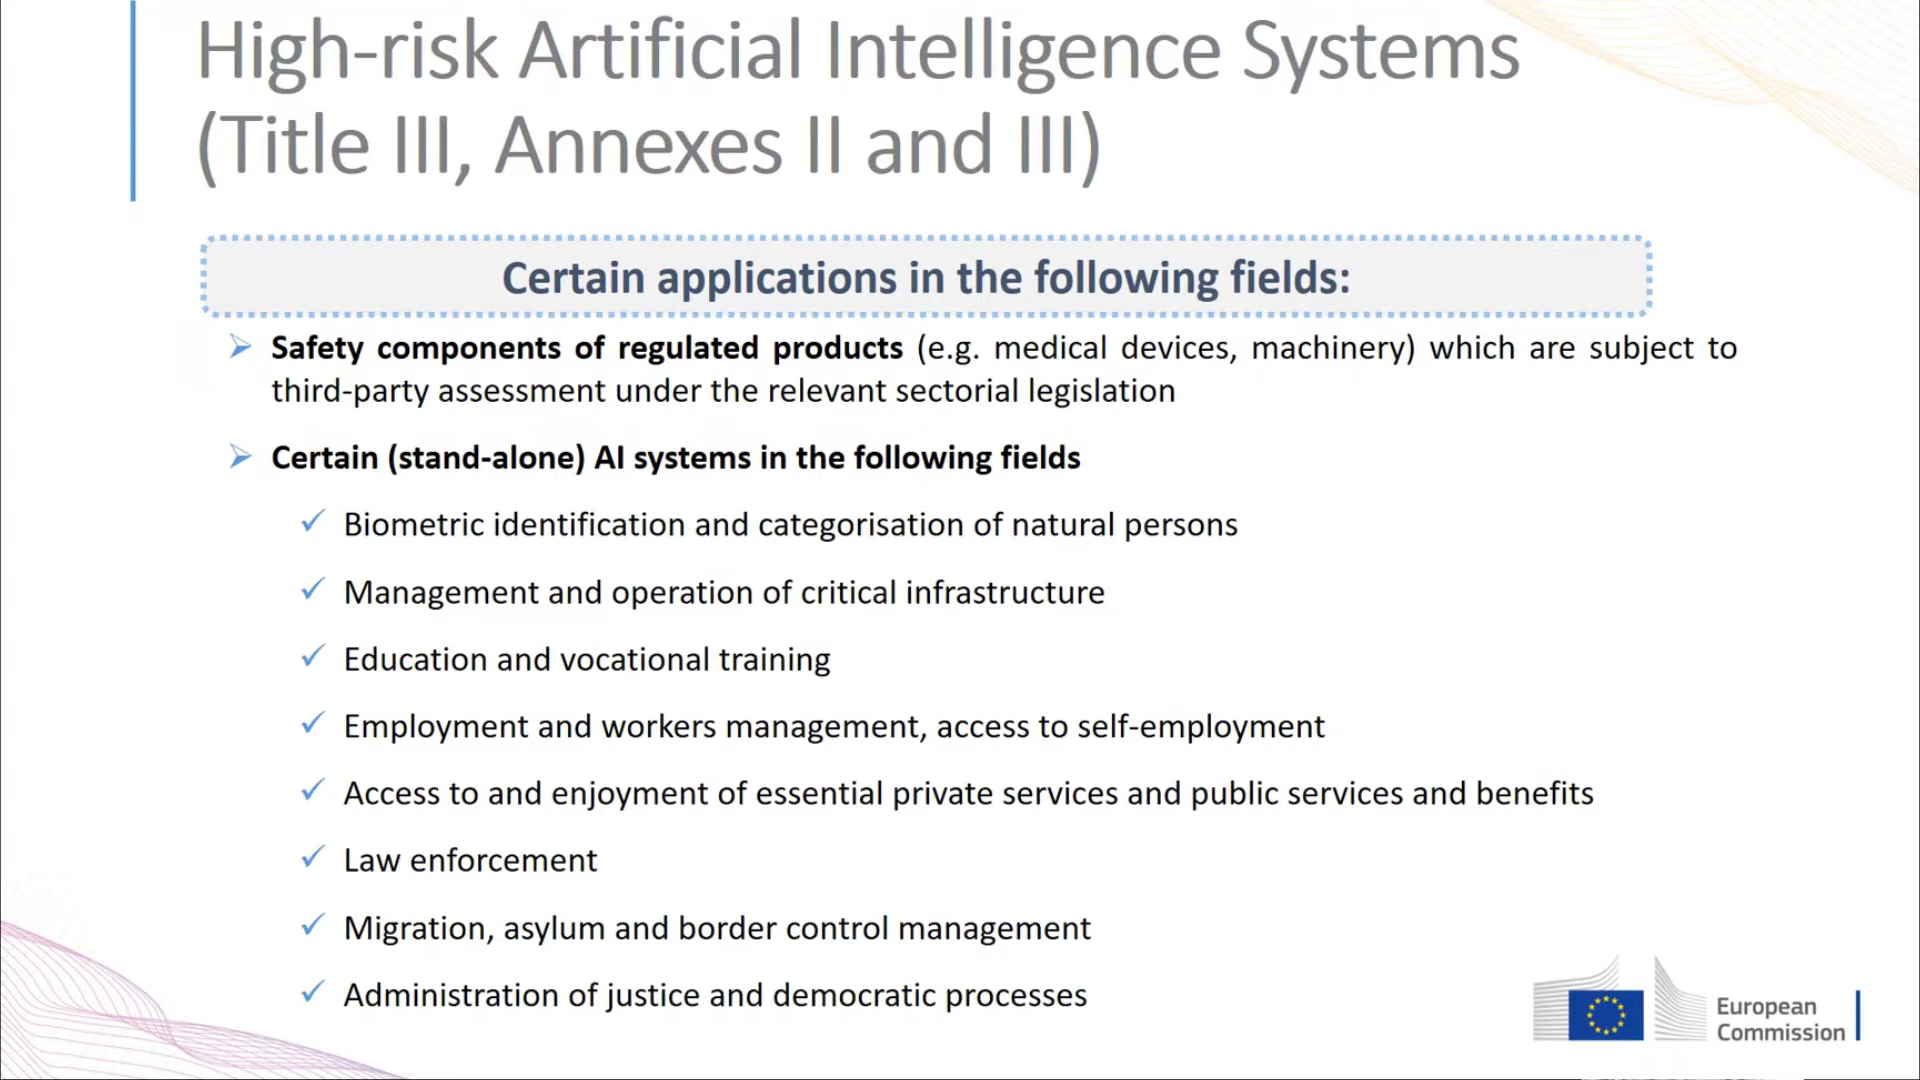 High-risk Artificial Intelligence Systems
(Title III, Annexes II and III)
Certain applications in the following fields:
Safety components of regulated products (e.g. medical devices, machinery) which are subject to
third-party assessment under the relevant sectorial legislation
Certain (stand-alone) AI systems in the following fields
Biometric identification and categorisation of natural persons
Management and operation of critical infrastructure
Education and vocational training
Employment and workers management, access to self-employment
Access to and enjoyment of essential private services and public services and benefits
Law enforcement
Migration, asylum and border control management
Administration of justice and democratic processes
European
Commission